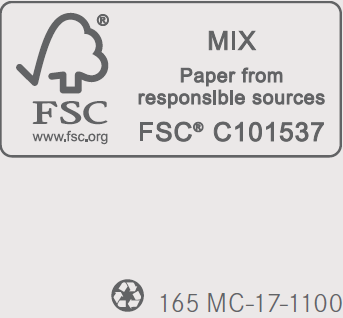 MIX
Paper from
responsible sources
FSC® C101537
®
FSC
www.fsc.org
165 MC-17-1100